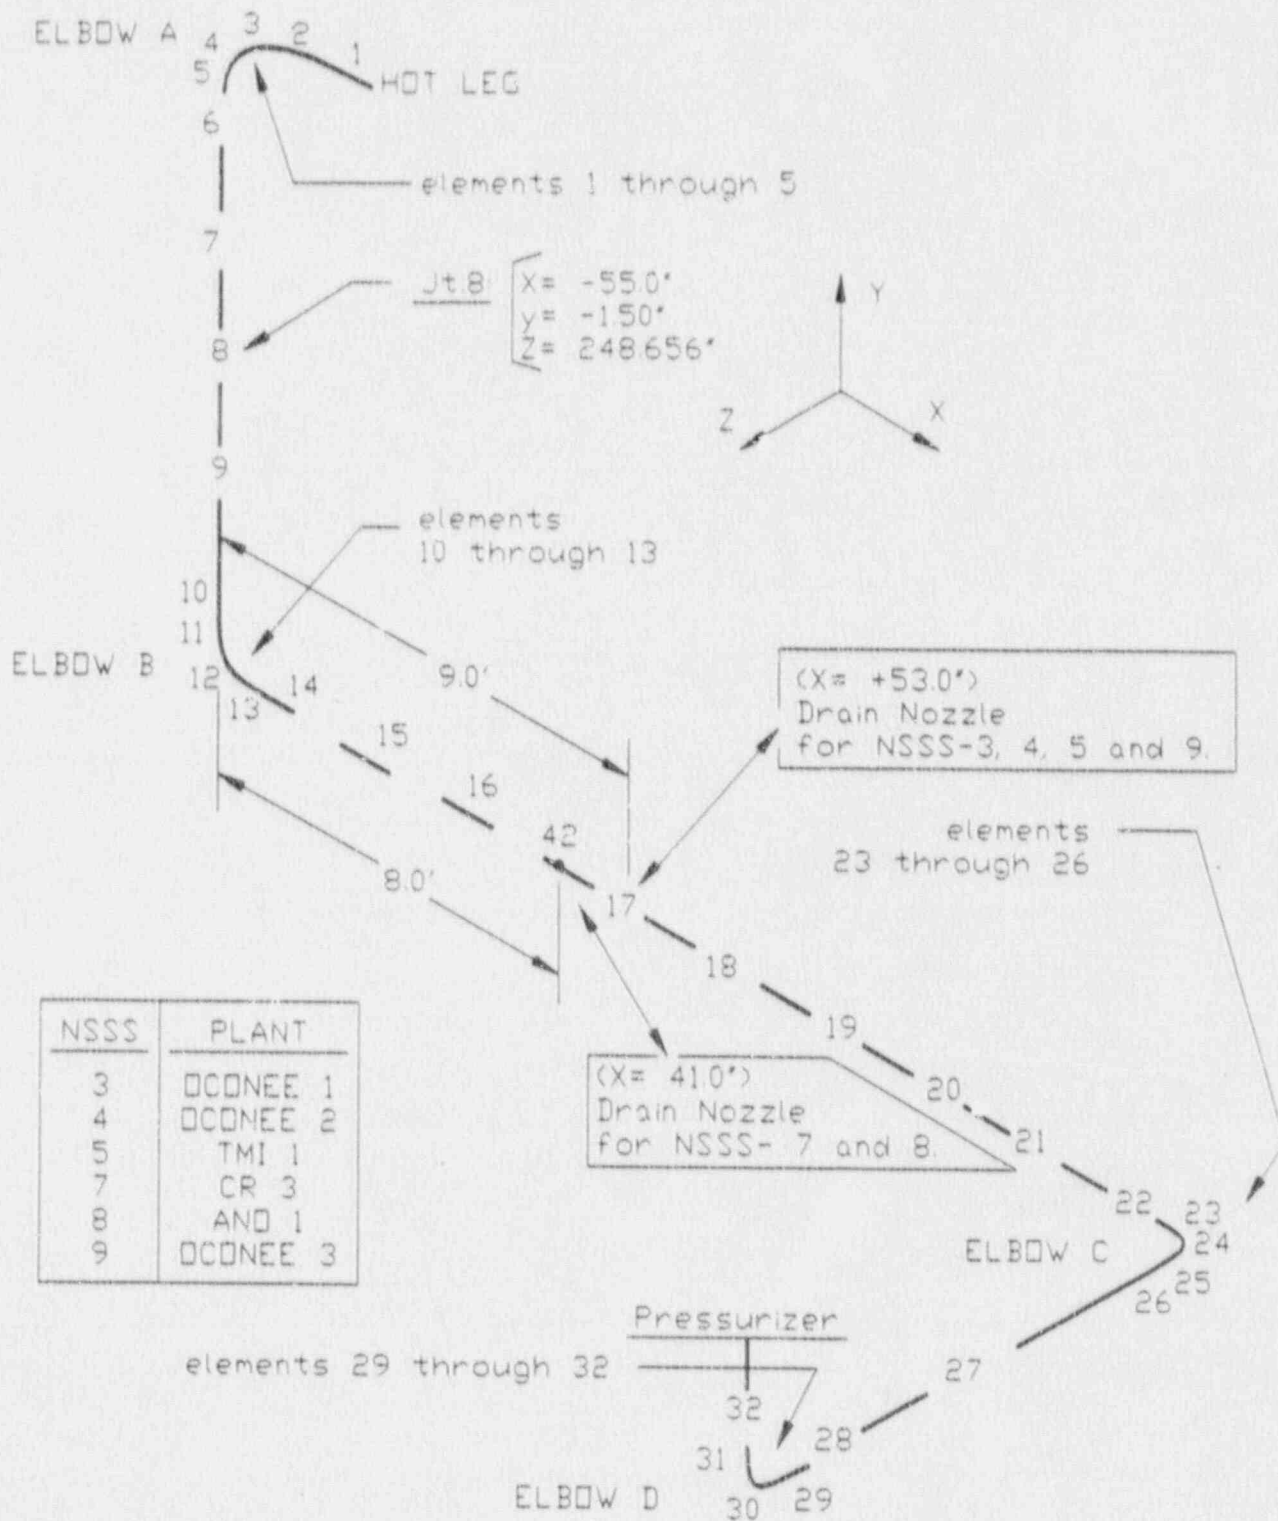 ELBOW A
4 3 2 1
5
HOT LEG
6
elements 1 through 5
7
Jt.8
X= -55.0"
y= -1.50"
Z= 248.656"
Y
8
Z
X
9
elements
10 through 13
10
11
ELBOW B
12
13
14
9.0'
(X= +53.0")
Drain Nozzle
for NSSS-3, 4, 5 and 9.
15
16
42
elements
23 through 26
8.0'
17
18
19
NSSS PLANT
3 OCONEE 1
4 OCONEE 2
5 TMI 1
7 CR 3
8 ANO 1
9 OCONEE 3
(X= 41.0")
Drain Nozzle
for NSSS- 7 and 8.
20
21
22
23
ELBOW C
24
25
26
Pressurizer
elements 29 through 32
27
32
28
31
ELBOW D
30
29